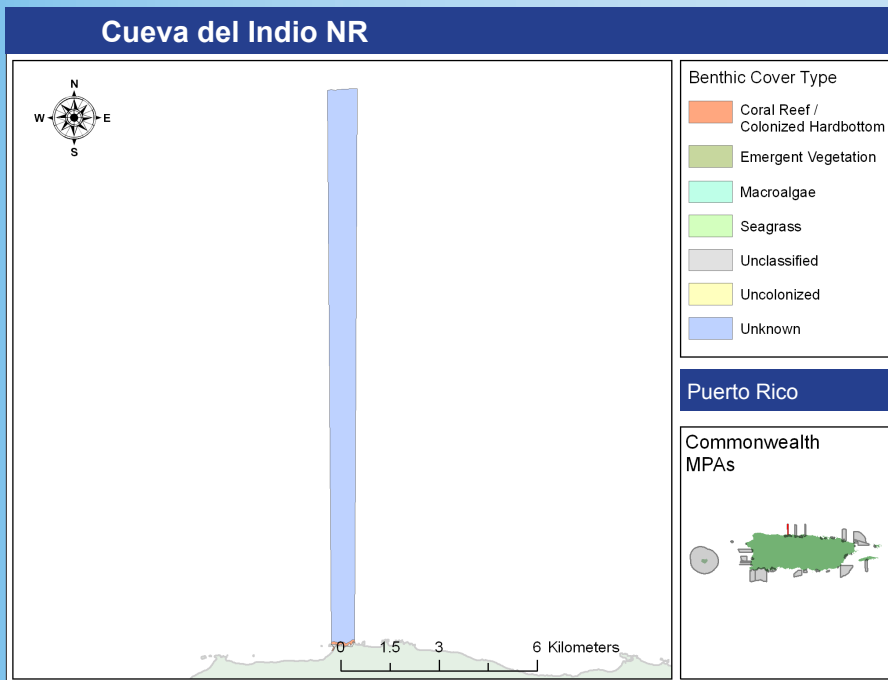 Cueva del Indio NR
N
W E
S
0 1.5 3 6 Kilometers
Benthic Cover Type
Coral Reef /
Colonized Hardbottom
Emergent Vegetation
Macroalgae
Seagrass
Unclassified
Uncolonized
Unknown
Puerto Rico
Commonwealth
MPAs